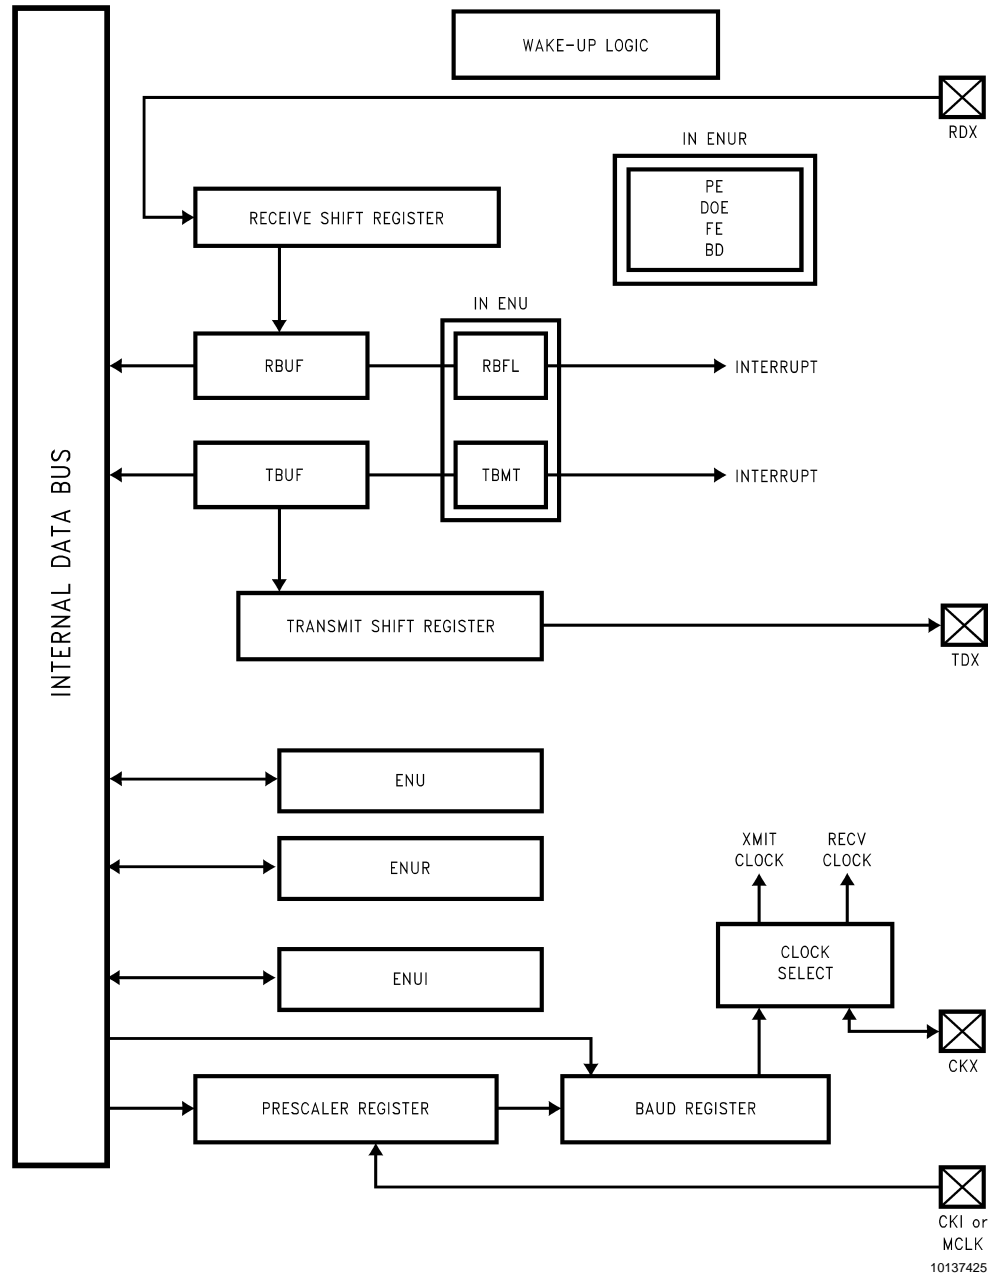 WAKE-UP LOGIC
RDX
IN ENUR
PE
DOE
FE
BD
RECEIVE SHIFT REGISTER
IN ENU
RBUF
RBFL
INTERRUPT
TBUF
TBMT
INTERRUPT
INTERNAL DATA BUS
TRANSMIT SHIFT REGISTER
TDX
ENU
XMIT
CLOCK
RECV
CLOCK
ENUR
CLOCK
SELECT
ENUI
CKX
PRESCALER REGISTER
BAUD REGISTER
CKI or
MCLK
10137425